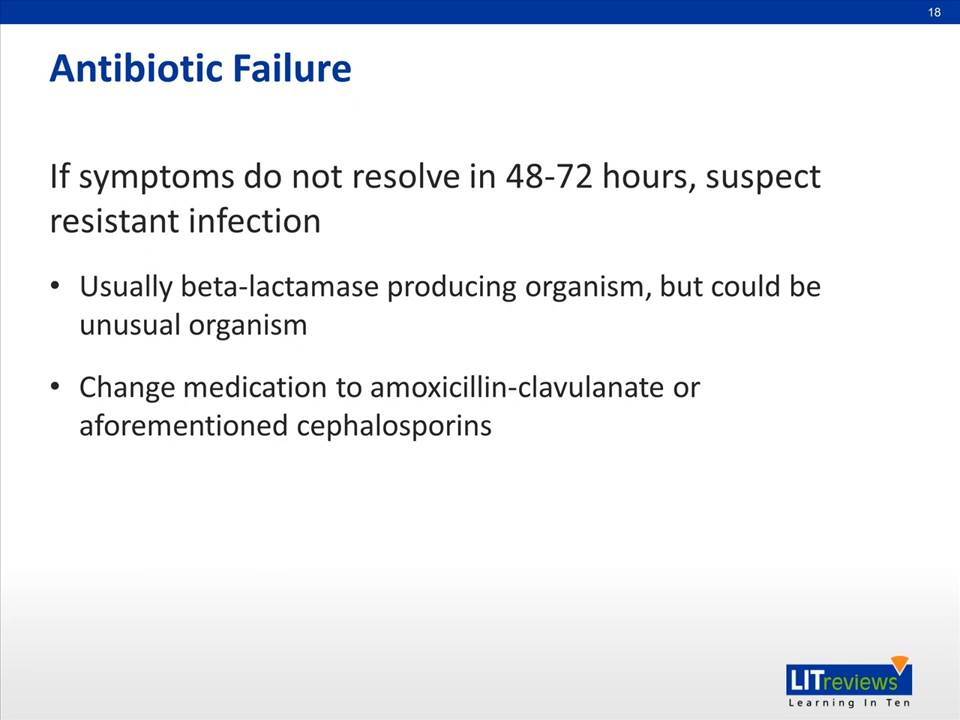 18
Antibiotic Failure
If symptoms do not resolve in 48-72 hours, suspect
resistant infection
• Usually beta-lactamase producing organism, but could be
unusual organism
• Change medication to amoxicillin-clavulanate or
aforementioned cephalosporins
LITreviews
Learning In Ten